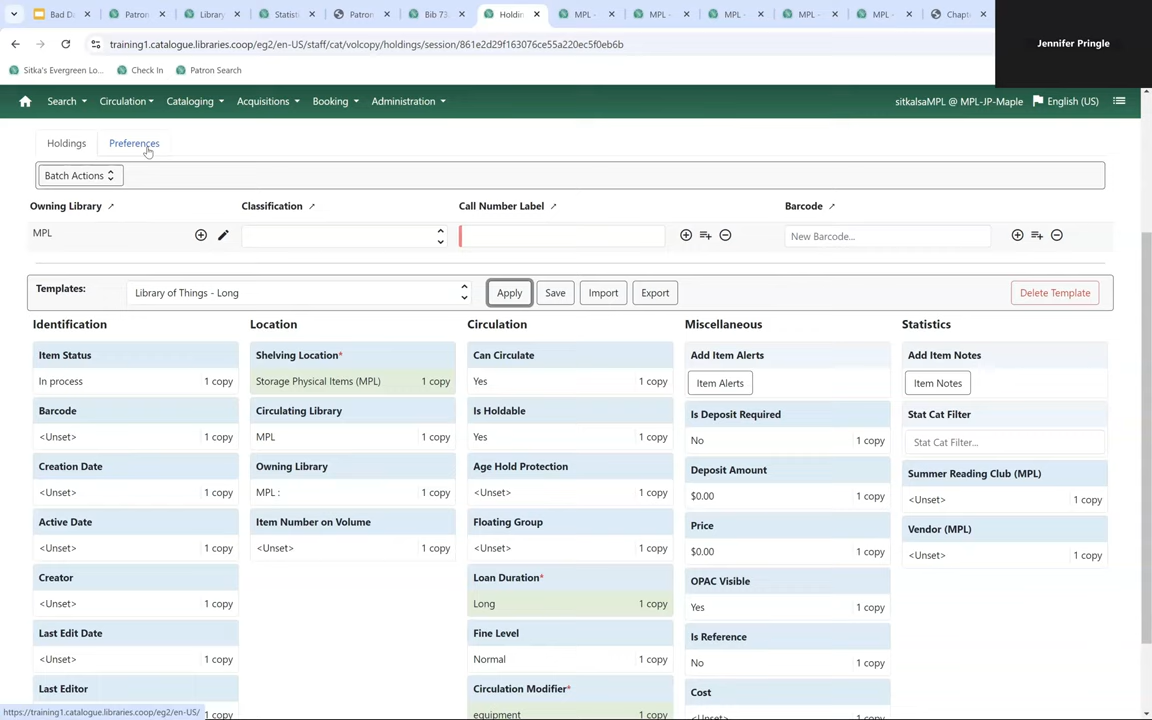 Bad Da
Patron
Library
Statist
Patron
Bib 73
Holdin
MPL -
MPL -
MPL -
MPL -
MPL -
Chapt
training1.catalogue.libraries.coop/eg2/en-US/staff/cat/volcopy/holdings/session/861e2d29f163076ce55a220ec5f0eb6b
Jennifer Pringle
Sitka's Evergreen Lo... Check In Patron Search
Search Circulation Cataloging Acquisitions Booking Administration sitkalsaMPL @ MPL-JP-Maple English (US)
Holdings Preferences
Batch Actions
Owning Library Classification Call Number Label Barcode
MPL New Barcode...
Templates: Library of Things - Long Apply Save Import Export Delete Template
Identification
Item Status
In process 1 copy
Barcode
<Unset> 1 copy
Creation Date
<Unset> 1 copy
Active Date
<Unset> 1 copy
Creator
<Unset> 1 copy
Last Edit Date
<Unset> 1 copy
Last Editor
1 copy
Location
Shelving Location*
Storage Physical Items (MPL) 1 copy
Circulating Library
MPL 1 copy
Owning Library
MPL : 1 copy
Item Number on Volume
<Unset> 1 copy
Circulation
Can Circulate
Yes 1 copy
Is Holdable
Yes 1 copy
Age Hold Protection
<Unset> 1 copy
Floating Group
<Unset> 1 copy
Loan Duration*
Long 1 copy
Fine Level
Normal 1 copy
Circulation Modifier*
equipment 1 copy
Miscellaneous
Add Item Alerts
Item Alerts
Is Deposit Required
No 1 copy
Deposit Amount
$0.00 1 copy
Price
$0.00 1 copy
OPAC Visible
Yes 1 copy
Is Reference
No 1 copy
Cost
<Unset> 1 copy
Statistics
Add Item Notes
Item Notes
Stat Cat Filter
Stat Cat Filter...
Summer Reading Club (MPL)
<Unset> 1 copy
Vendor (MPL)
<Unset> 1 copy
https://training1.catalogue.libraries.coop/eg2/en-US/